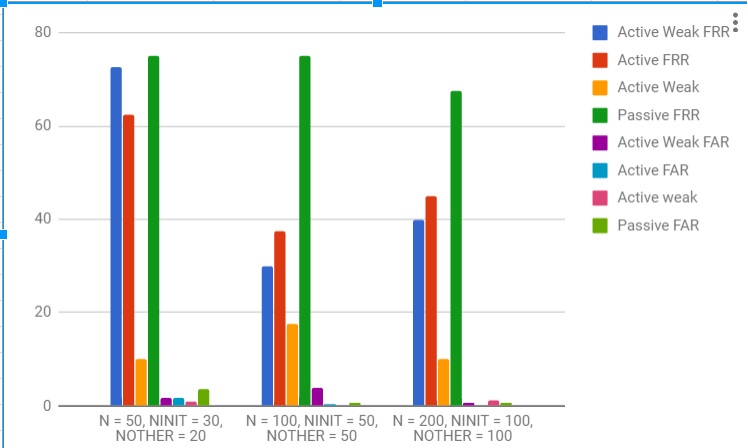 80
60
40
20
0
N = 50, NINIT = 30,
NOTHER = 20
N = 100, NINIT = 50,
NOTHER = 50
N = 200, NINIT = 100,
NOTHER = 100
Active Weak FRR
Active FRR
Active Weak
Passive FRR
Active Weak FAR
Active FAR
Active weak
Passive FAR